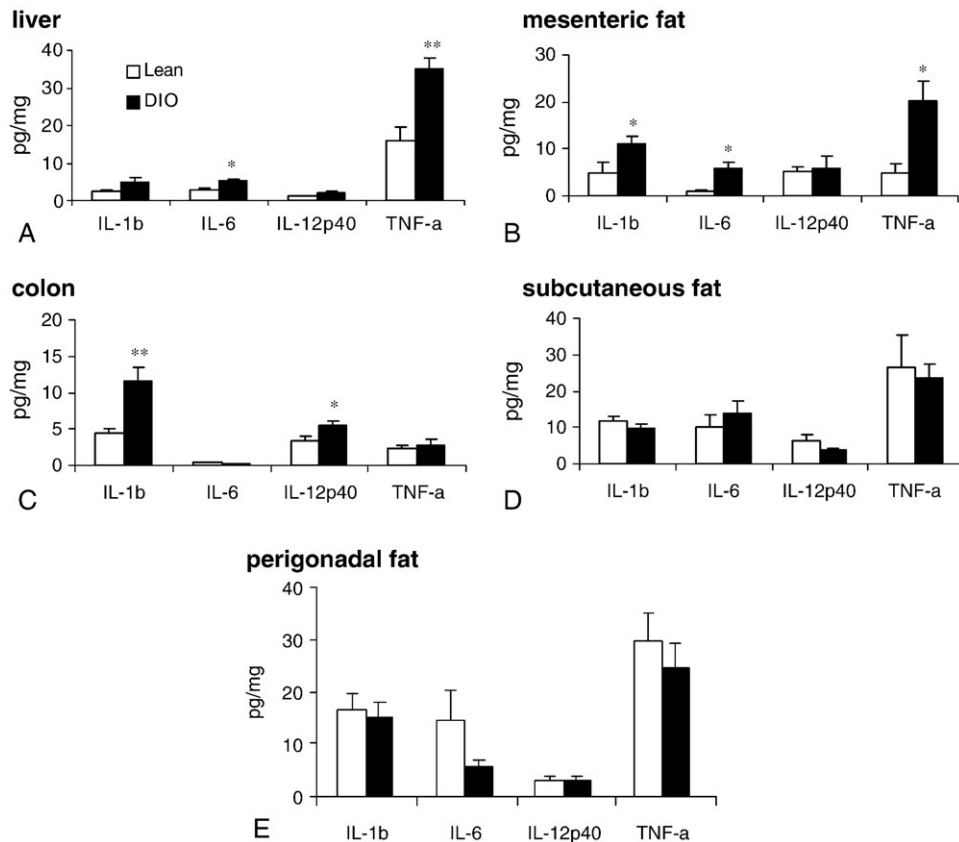 liver
40
30
20
10
0
pg/mg
Lean
DIO
*
**
IL-1b IL-6 IL-12p40 TNF-a
A
mesenteric fat
30
20
10
0
pg/mg
*
*
*
IL-1b IL-6 IL-12p40 TNF-a
B
colon
20
15
10
5
0
pg/mg
**
*
IL-1b IL-6 IL-12p40 TNF-a
C
subcutaneous fat
40
30
20
10
0
pg/mg
IL-1b IL-6 IL-12p40 TNF-a
D
perigonadal fat
40
30
20
10
0
pg/mg
IL-1b IL-6 IL-12p40 TNF-a
E